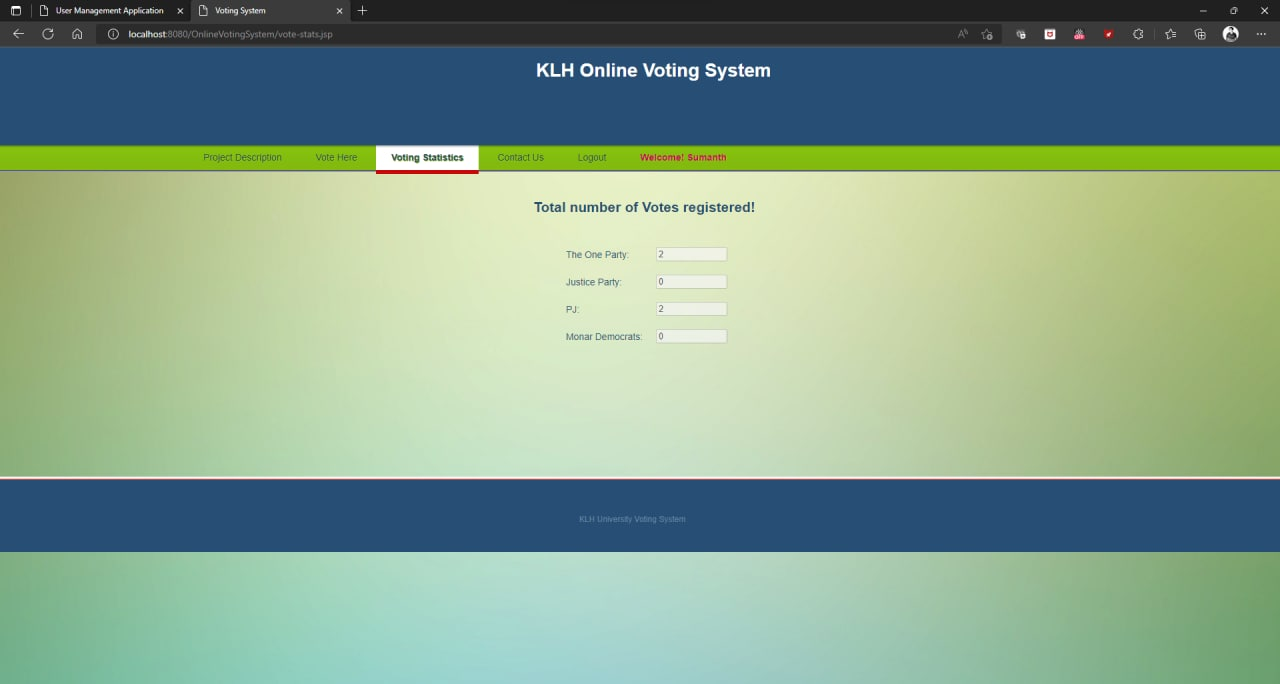 User Management Application
Voting System
localhost:8080/OnlineVotingSystem/vote-stats.jsp
KLH Online Voting System
Project Description Vote Here Voting Statistics Contact Us Logout Welcome! Sumanth
Total number of Votes registered!
The One Party: 2
Justice Party: 0
PJ: 2
Monar Democrats: 0
KLH University Voting System